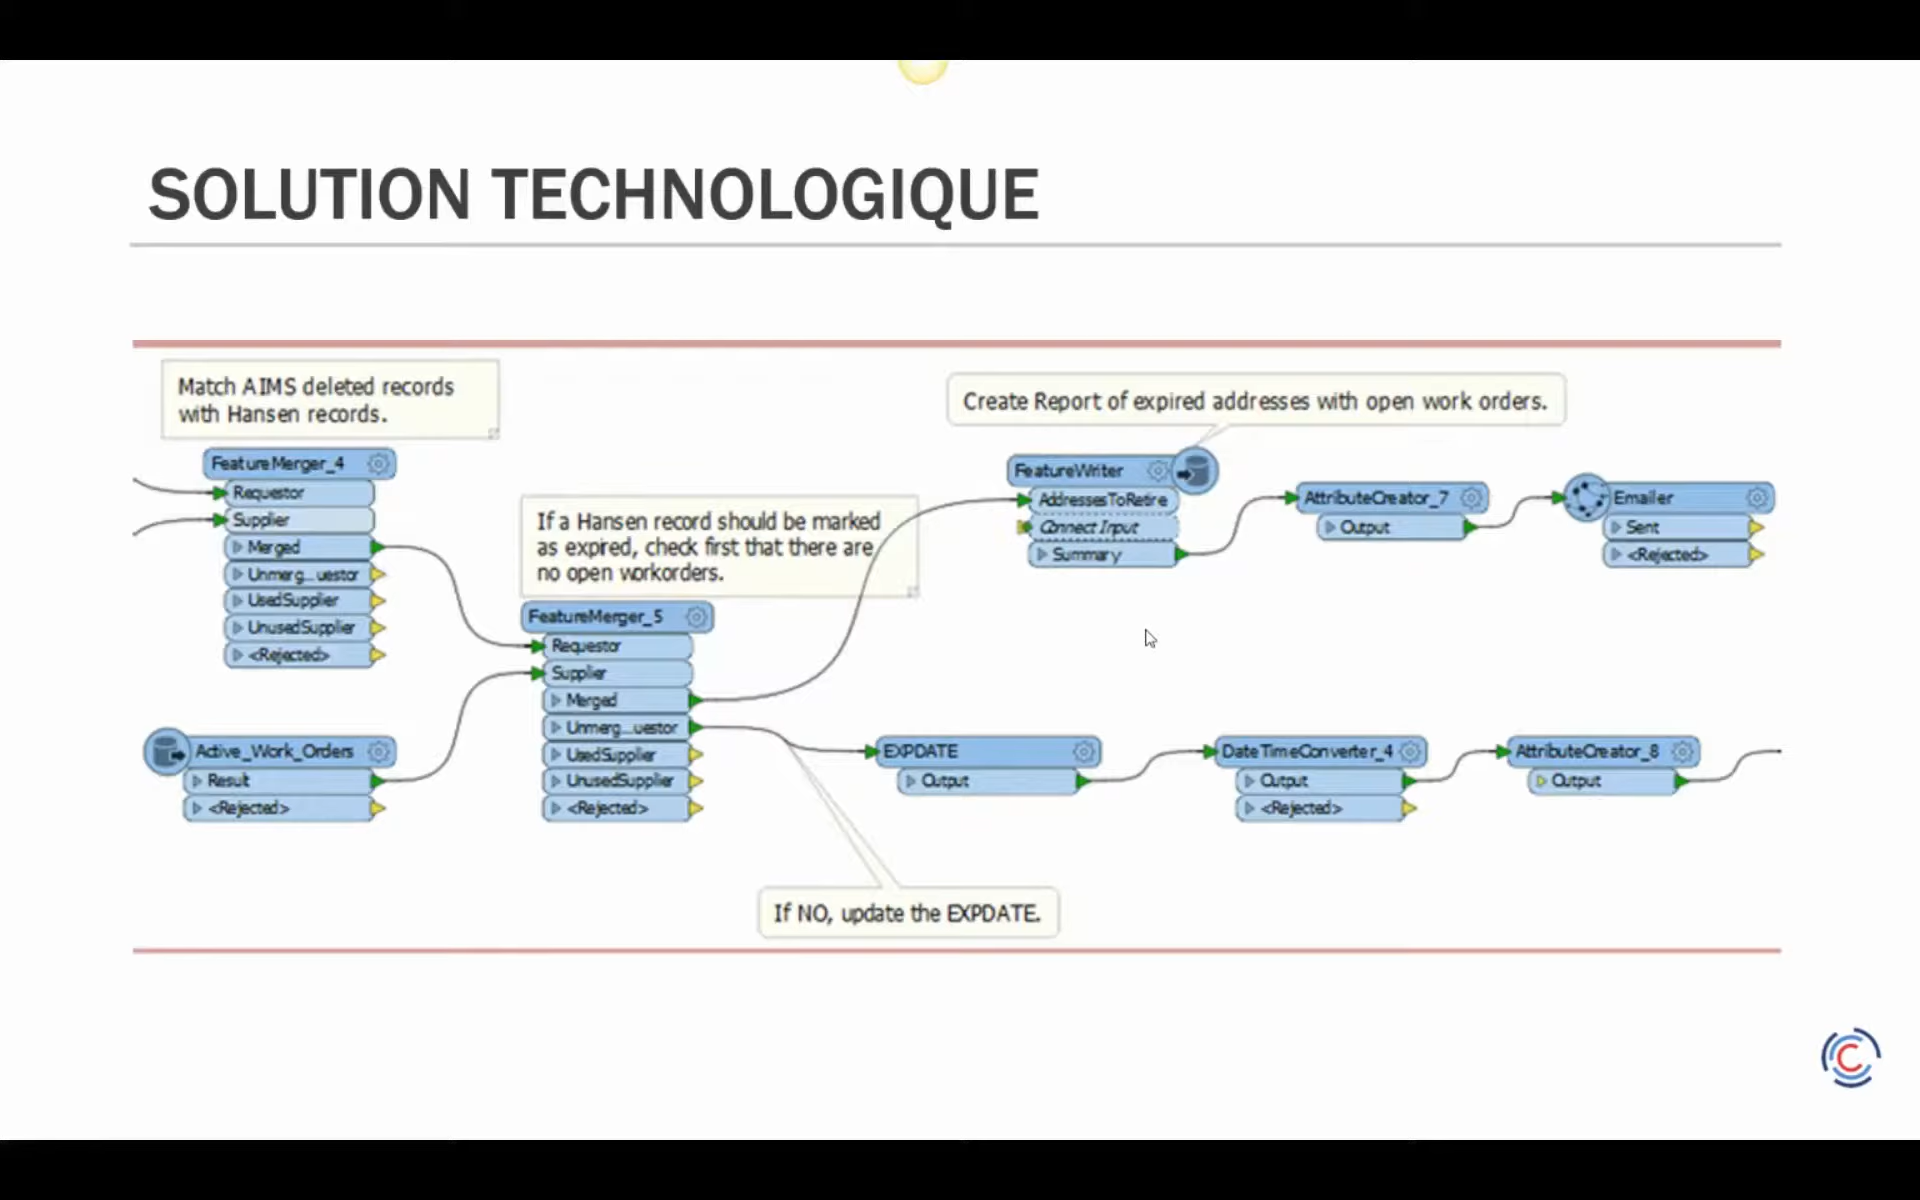 SOLUTION TECHNOLOGIQUE
Match AIMS deleted records
with Hansen records.
FeatureMerger_4
Requestor
Supplier
Merged
Unmerg...uestor
UsedSupplier
UnusedSupplier
<Rejected>
Active_Work_Orders
Result
<Rejected>
If a Hansen record should be marked
as expired, check first that there are
no open workorders.
FeatureMerger_5
Requestor
Supplier
Merged
Unmerg...uestor
UsedSupplier
UnusedSupplier
<Rejected>
Create Report of expired addresses with open work orders.
FeatureWriter
AddressesToRetire
Connect Input
Summary
AttributeCreator_7
Output
Emailer
Sent
<Rejected>
EXPDATE
Output
DateTimeConverter_4
Output
<Rejected>
AttributeCreator_8
Output
If NO, update the EXPDATE.
C